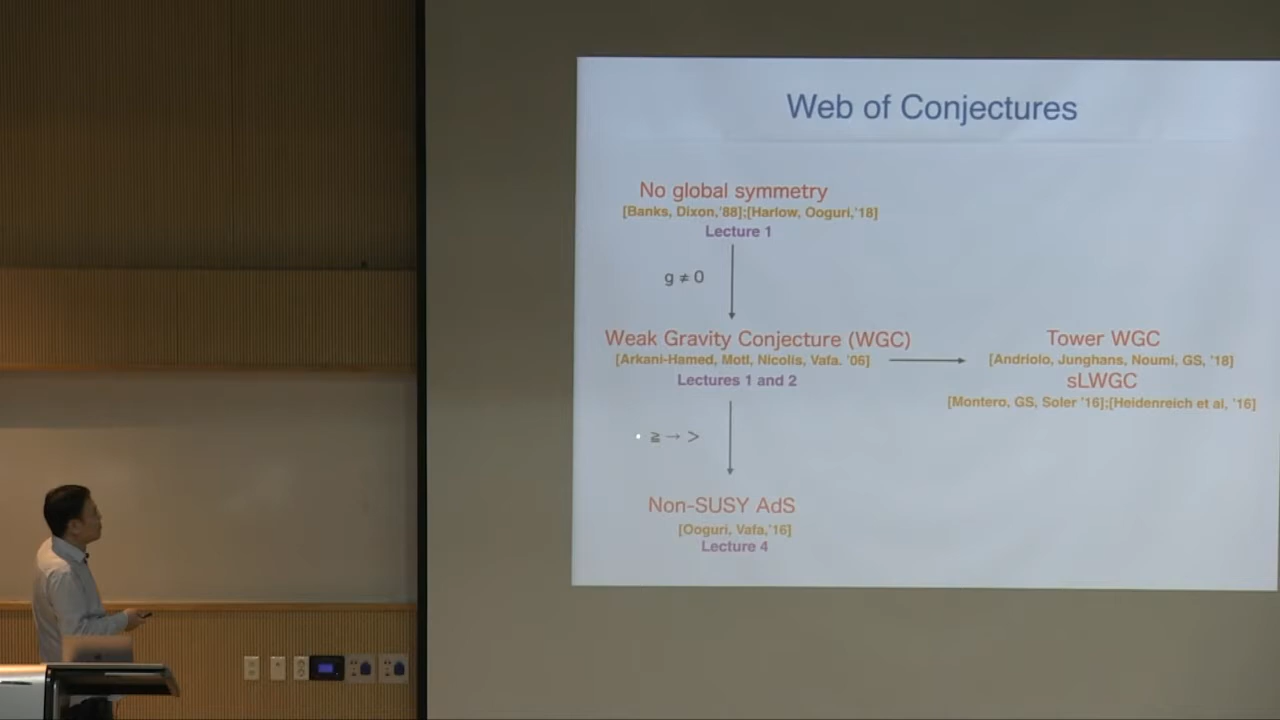 Web of Conjectures
No global symmetry
[Banks, Dixon,'88];[Harlow, Ooguri,'18]
Lecture 1
g ≠ 0
Weak Gravity Conjecture (WGC)
[Arkani-Hamed, Motl, Nicolis, Vafa. '06]
Lectures 1 and 2
Tower WGC
[Andriolo, Junghans, Noumi, GS, '18]
sLWGC
[Montero, GS, Soler '16];[Heidenreich et al, '16]
• ≧ → >
Non-SUSY AdS
[Ooguri, Vafa,'16]
Lecture 4